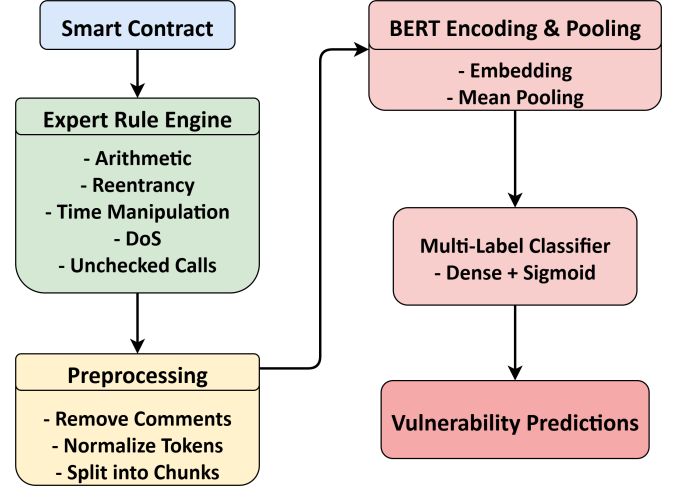 Smart Contract
Expert Rule Engine
- Arithmetic
- Reentrancy
- Time Manipulation
- DoS
- Unchecked Calls
Preprocessing
- Remove Comments
- Normalize Tokens
- Split into Chunks
BERT Encoding & Pooling
- Embedding
- Mean Pooling
Multi-Label Classifier
- Dense + Sigmoid
Vulnerability Predictions